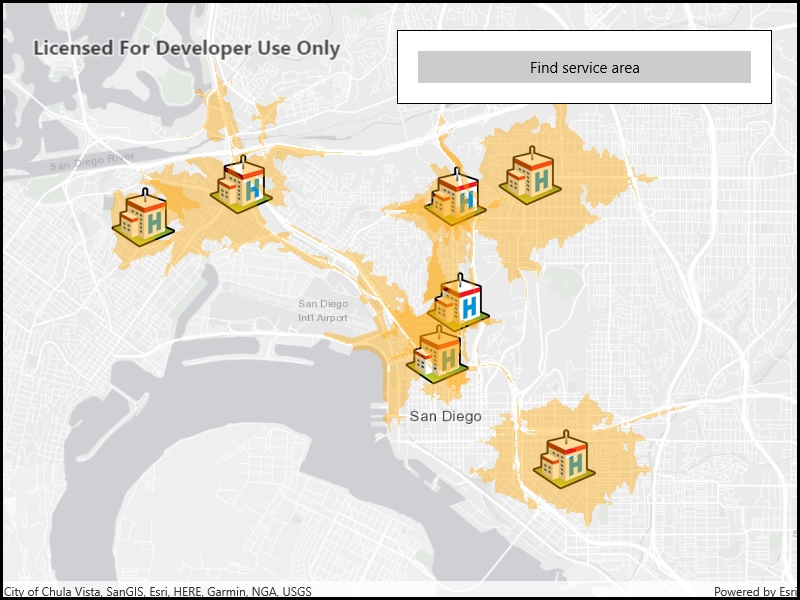 Licensed For Developer Use Only
Find service area
San Diego River
H
H
H
H
San Diego
Int'l Airport
H
H
San Diego
H
City of Chula Vista, SanGIS, Esri, HERE, Garmin, NGA, USGS
Powered by Esri